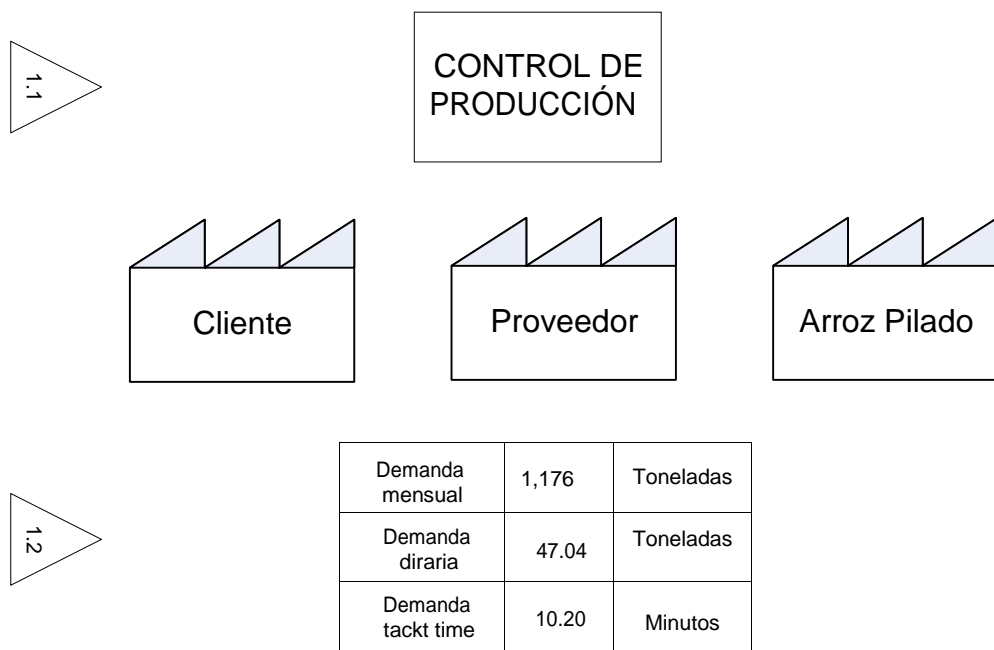 1.1
CONTROL DE
PRODUCCIÓN
Cliente
Proveedor
Arroz Pilado
1.2
Demanda
mensual
1,176
Toneladas
Demanda
diraria
47.04
Toneladas
Demanda
tackt time
10.20
Minutos